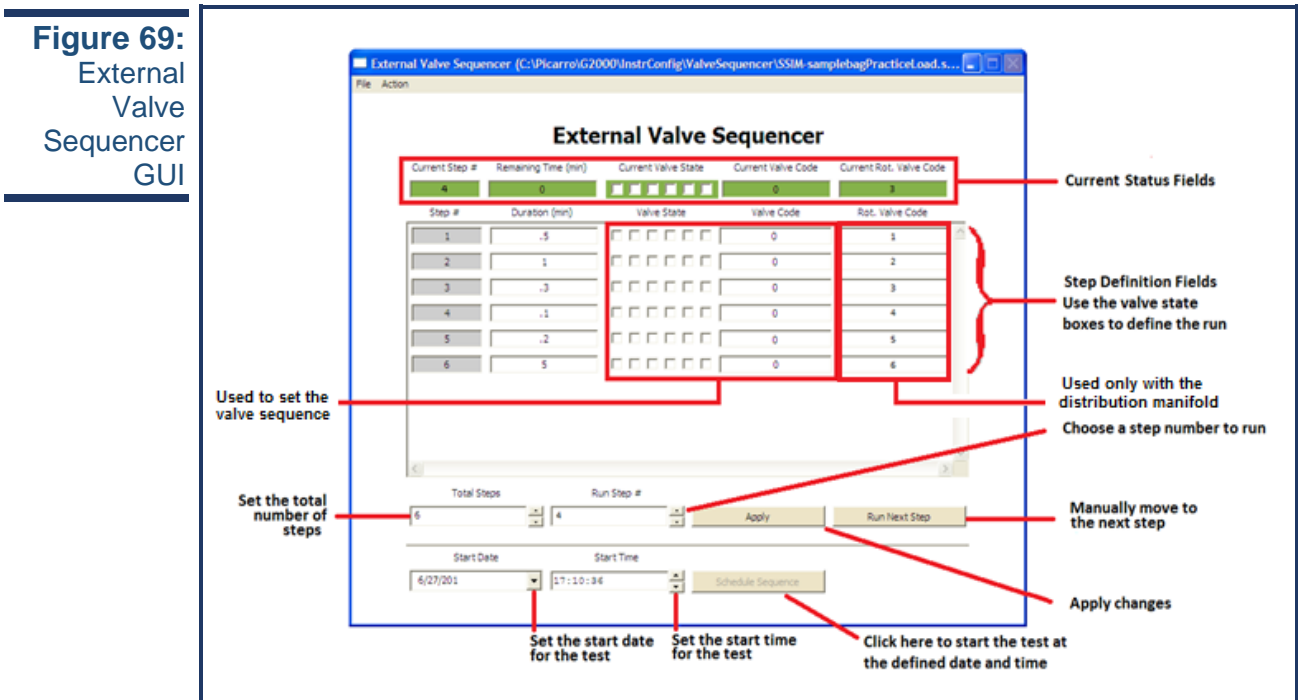 Figure 69:
External
Valve
Sequencer
GUI
External Valve Sequencer (C:\Picarro\G2000\InstrConfig\ValveSequencer\SSIM-samplebagPracticeLoad.s...
File Action
External Valve Sequencer
Current Step # Remaining Time (min) Current Valve State Current Valve Code Current Rot. Valve Code
4 0 0 3
Current Status Fields
Step # Duration (min) Valve State Valve Code Rot. Valve Code
1 .5 0 1
2 1 0 2
3 .3 0 3
4 .1 0 4
5 .2 0 5
6 5 0 6
Step Definition Fields
Use the valve state
boxes to define the run
Used to set the
valve sequence
Used only with the
distribution manifold
Choose a step number to run
Set the total
number of
steps
Total Steps Run Step #
6 4 Apply Run Next Step
Manually move to
the next step
Start Date Start Time
6/27/201 17:10:36 Schedule Sequence
Apply changes
Set the start date
for the test
Set the start time
for the test
Click here to start the test at
the defined date and time